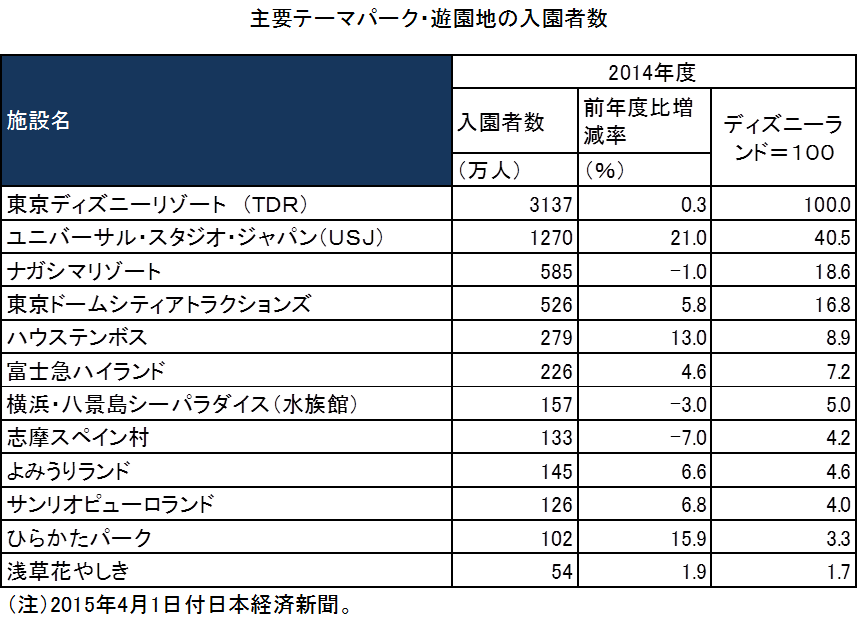 主要テーマパーク・遊園地の入園者数
施設名
2014年度
入園者数
前年度比増
減率
ディズニーラ
ンド＝１００
（万人）
（％）
東京ディズニーリゾート （ＴＤＲ） 3137 0.3 100.0
ユニバーサル・スタジオ・ジャパン（ＵＳＪ） 1270 21.0 40.5
ナガシマリゾート 585 −1.0 18.6
東京ドームシティアトラクションズ 526 5.8 16.8
ハウステンボス 279 13.0 8.9
富士急ハイランド 226 4.6 7.2
横浜・八景島シーパラダイス（水族館） 157 −3.0 5.0
志摩スペイン村 133 −7.0 4.2
よみうりランド 145 6.6 4.6
サンリオピューロランド 126 6.8 4.0
ひらかたパーク 102 15.9 3.3
浅草花やしき 54 1.9 1.7
（注）2015年4月1日付日本経済新聞。